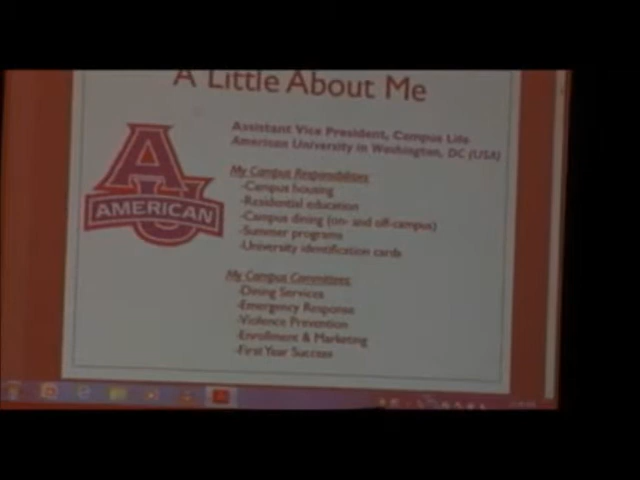 A Little About Me
Assistant Vice President, Campus Life
American University in Washington, DC (USA)
AMERICAN
My Campus Responsibilities:
-Campus housing
-Residential education
-Campus dining (on- and off-campus)
-Summer programs
-University identification cards
My Campus Committees:
-Dining Services
-Emergency Response
-Violence Prevention
-Enrollment & Marketing
-First Year Success